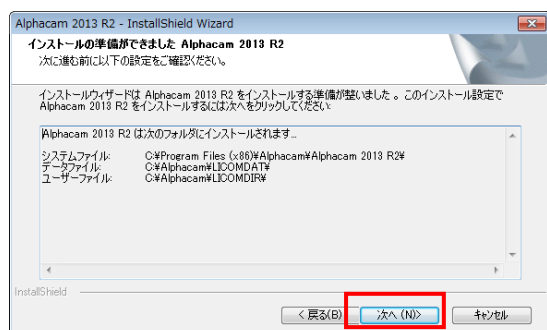 Alphacam 2013 R2 - InstallShield Wizard
インストールの準備ができました Alphacam 2013 R2
次に進む前に以下の設定をご確認ください。
インストールウィザードは Alphacam 2013 R2 をインストールする準備が整いました 。このインストール設定で
Alphacam 2013 R2 をインストールするには次へをクリックしてください:
Alphacam 2013 R2 は次のフォルダにインストールされます...
システムファイル: C:¥Program Files (x86)¥Alphacam¥Alphacam 2013 R2¥
データファイル: C:¥Alphacam¥LICOMDAT¥
ユーザーファイル: C:¥Alphacam¥LICOMDIR¥
InstallShield
< 戻る(B)
次へ (N)>
キャンセル